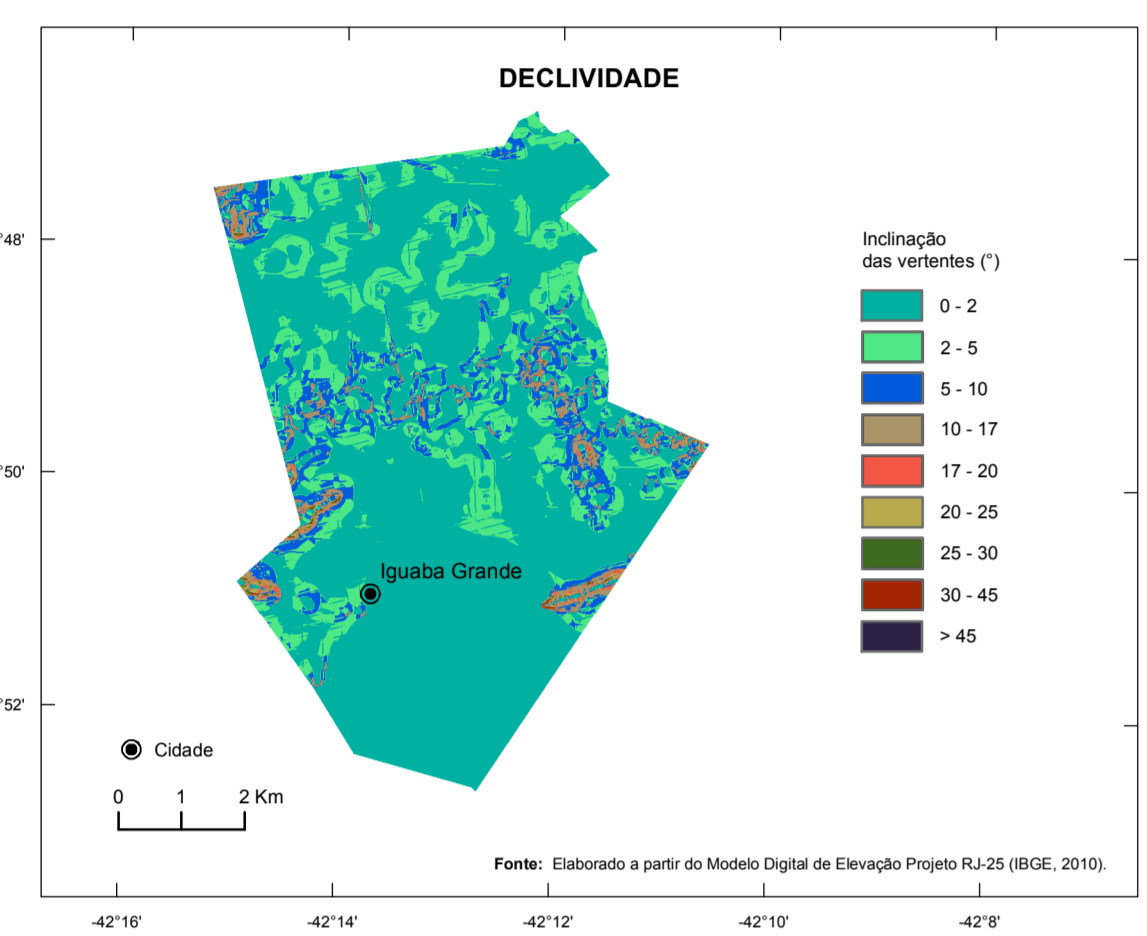 DECLIVIDADE
Inclinação
das vertentes (°)
0 - 2
2 - 5
5 - 10
10 - 17
17 - 20
20 - 25
25 - 30
30 - 45
> 45
°48'
°50'
°52'
Iguaba Grande
Cidade
0 1 2 Km
Fonte: Elaborado a partir do Modelo Digital de Elevação Projeto RJ-25 (IBGE, 2010).
-42°16' -42°14' -42°12' -42°10' -42°8'